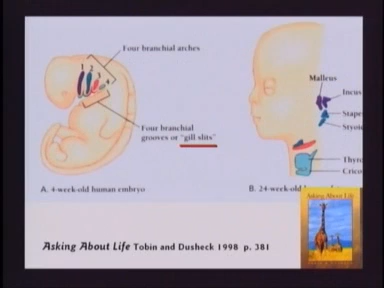 Four branchial arches
1 2 3 4
Four branchial
grooves or "gill slits"
A. 4-week-old human embryo
Malleus
Incus
Stape
Styloi
Thyro
Crico
B. 24-week-old
Asking About Life
Asking About Life Tobin and Dusheck 1998 p. 381